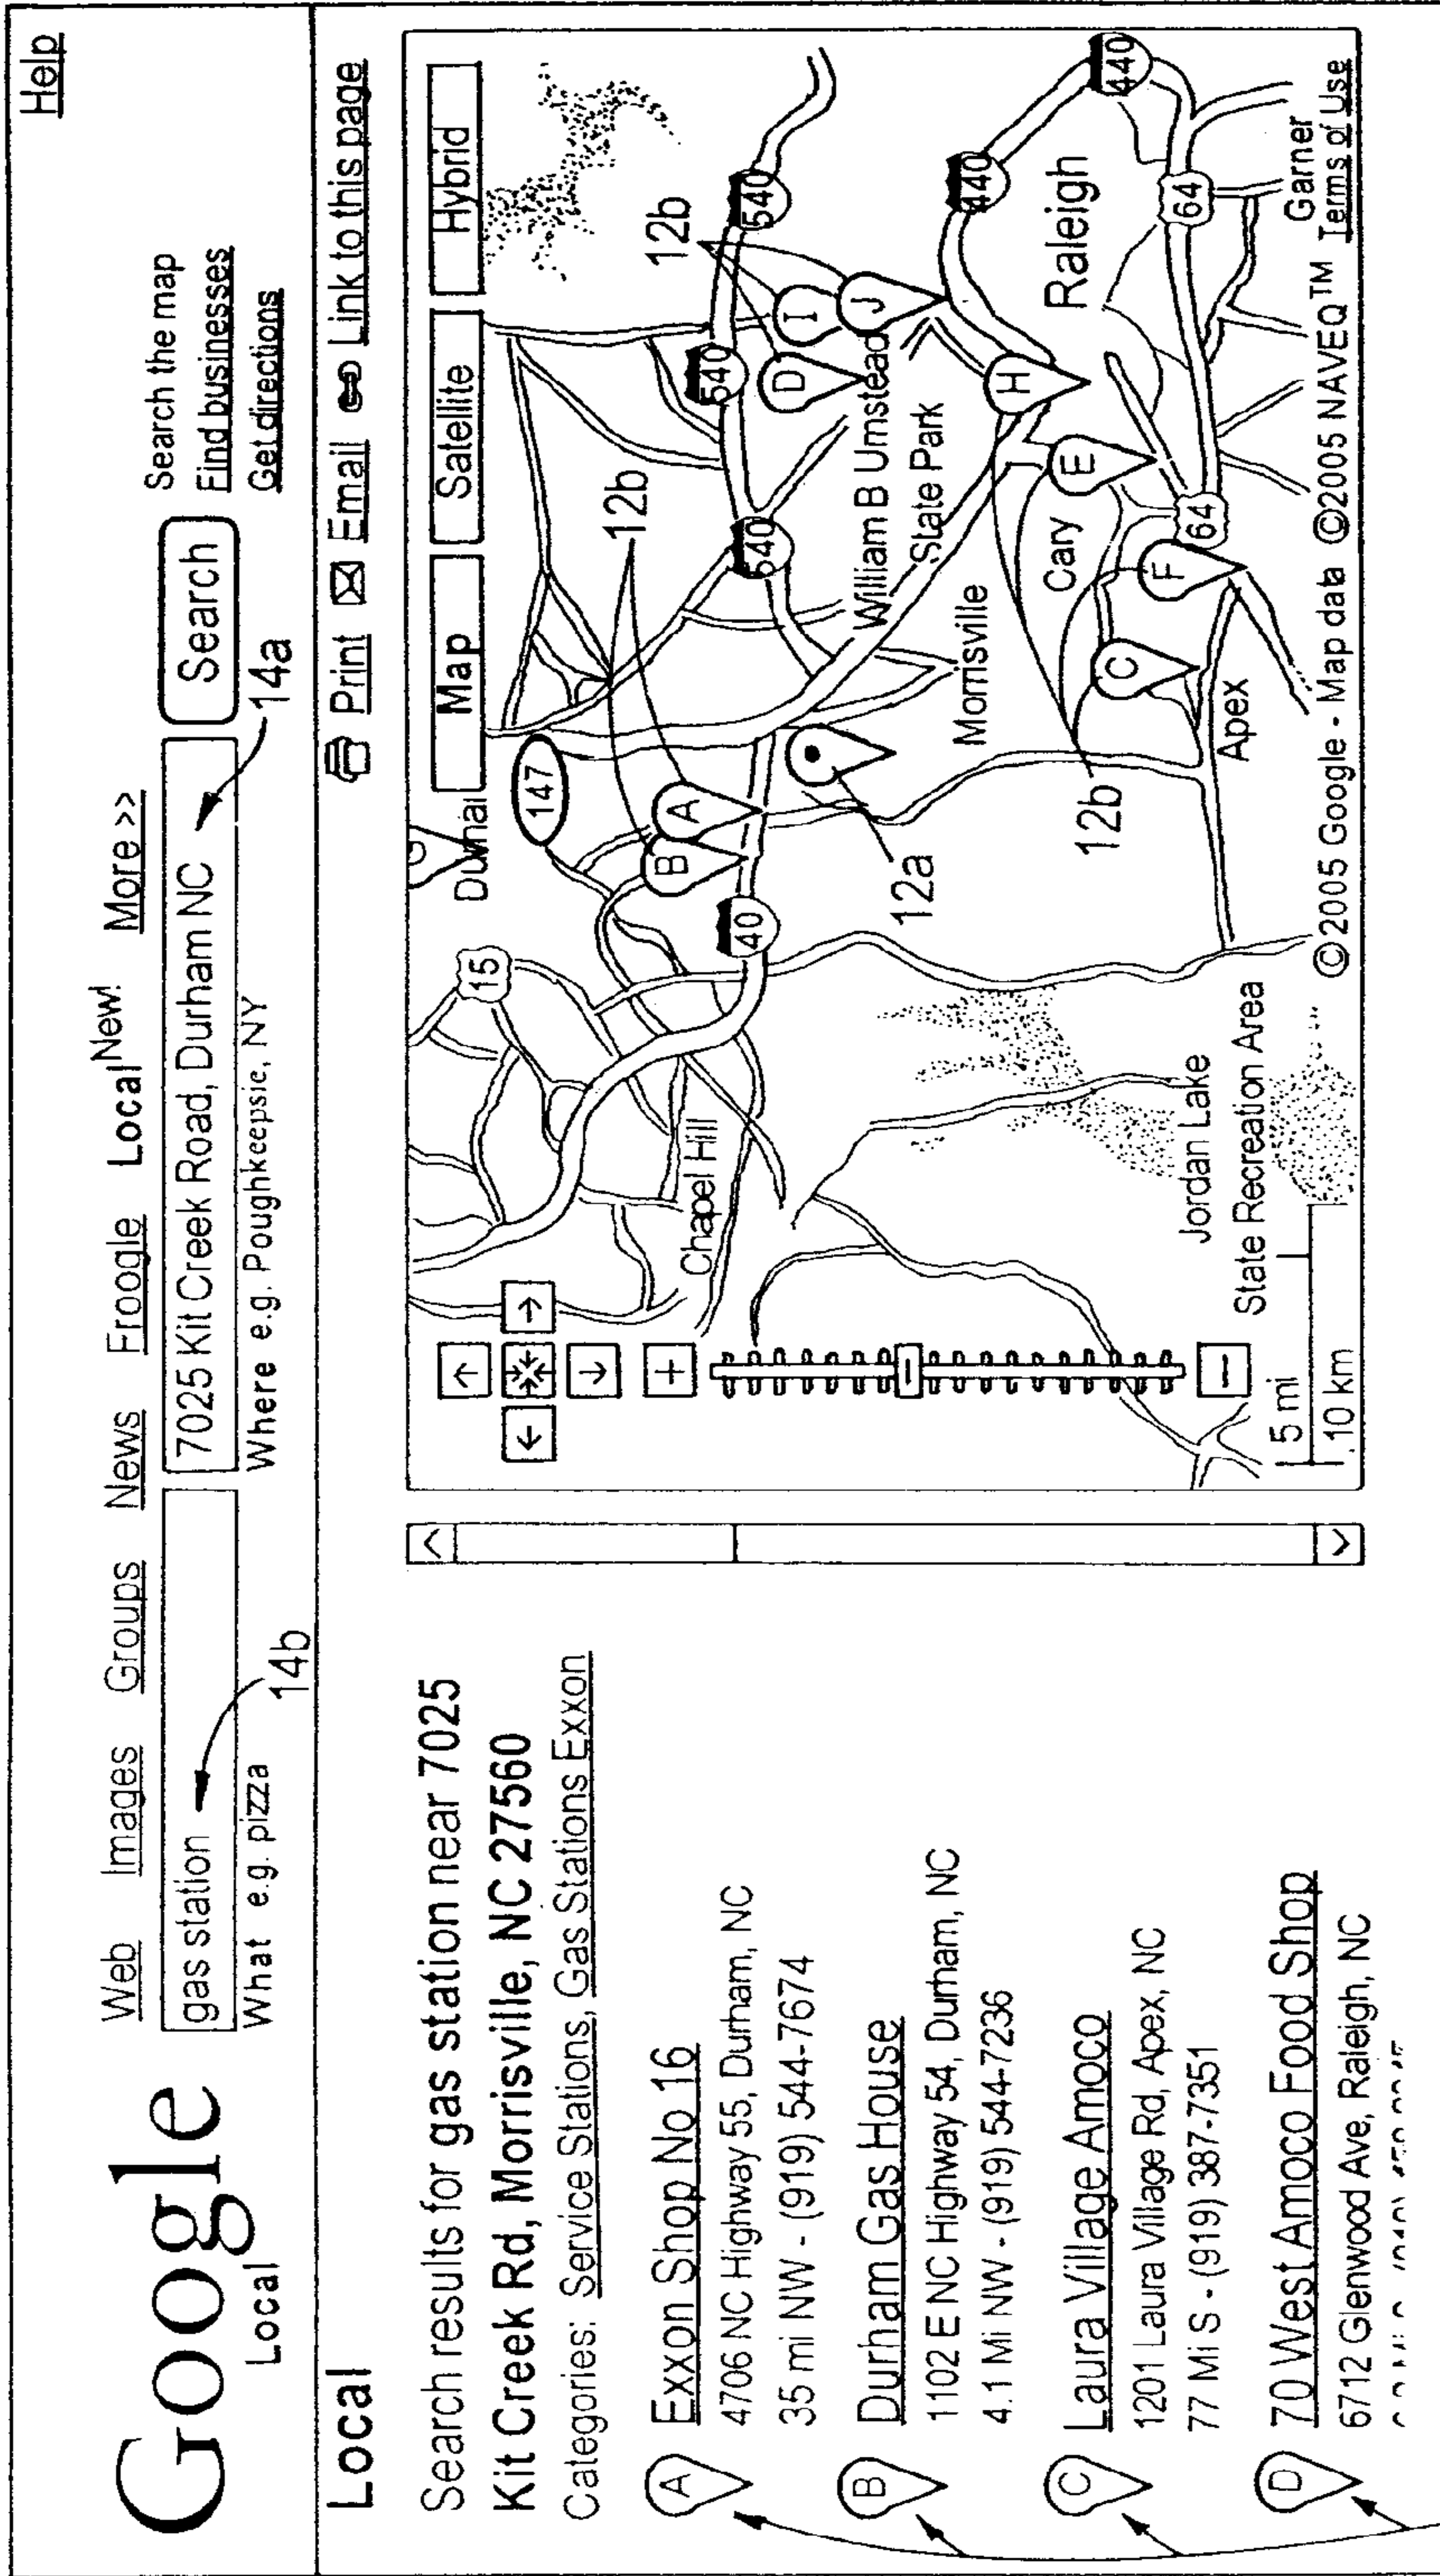 Help
Google
Local
Web Images Groups News Froogle Local New! More >>
gas station
7025 Kit Creek Road, Durham NC
Search
Search the map
Find businesses
Get directions
What e.g. pizza
Where e.g. Poughkeepsie, NY
14b
14a
Local
Print Email Link to this page
Search results for gas station near 7025
Kit Creek Rd, Morrisville, NC 27560
Categories: Service Stations, Gas Stations Exxon
A
Exxon Shop No 16
4706 NC Highway 55, Durham, NC
35 mi NW - (919) 544-7674
B
Durham Gas House
1102 E NC Highway 54, Durham, NC
4.1 Mi NW - (919) 544-7236
C
Laura Village Amoco
1201 Laura Village Rd, Apex, NC
77 Mi S - (919) 387-7351
D
70 West Amoco Food Shop
6712 Glenwood Ave, Raleigh, NC
Map
Satellite
Hybrid
147
15
12b
12b
540
540
540
B
A
D
I
J
40
Chapel Hill
William B Umstead
State Park
12a
Morrisville
440
440
H
Raleigh
E
Cary
C
F
12b
64
64
Apex
Garner
Jordan Lake
State Recreation Area
5 mi
10 km
©2005 Google - Map data ©2005 NAVEQ™ Terms of Use